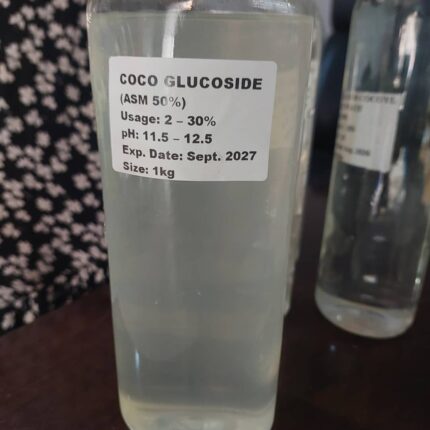 COCO GLUCOSIDE
(ASM 50%)
Usage: 2 – 30%
pH: 11.5 – 12.5
Exp. Date: Sept. 2027
Size: 1kg